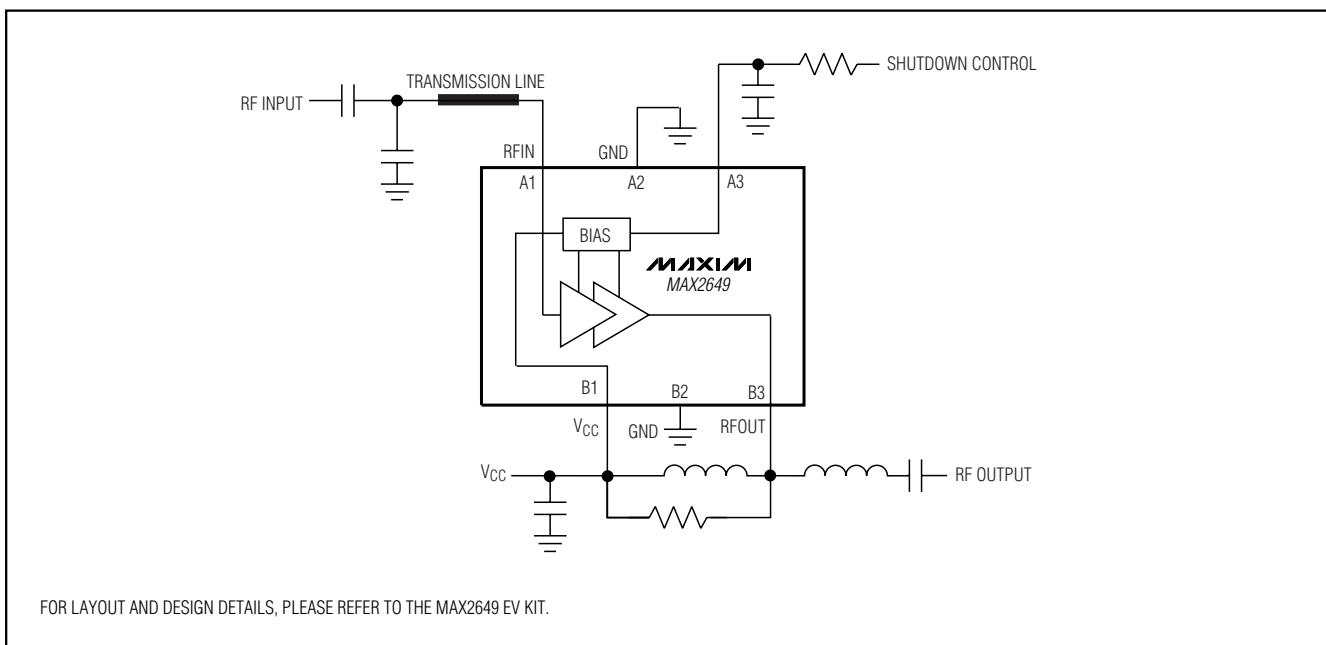 SHUTDOWN CONTROL
TRANSMISSION LINE
RF INPUT
RFIN
GND
A1
A2
A3
BIAS
MAXIM
MAX2649
B1
B2
B3
VCC
GND
RFOUT
VCC
RF OUTPUT
FOR LAYOUT AND DESIGN DETAILS, PLEASE REFER TO THE MAX2649 EV KIT.